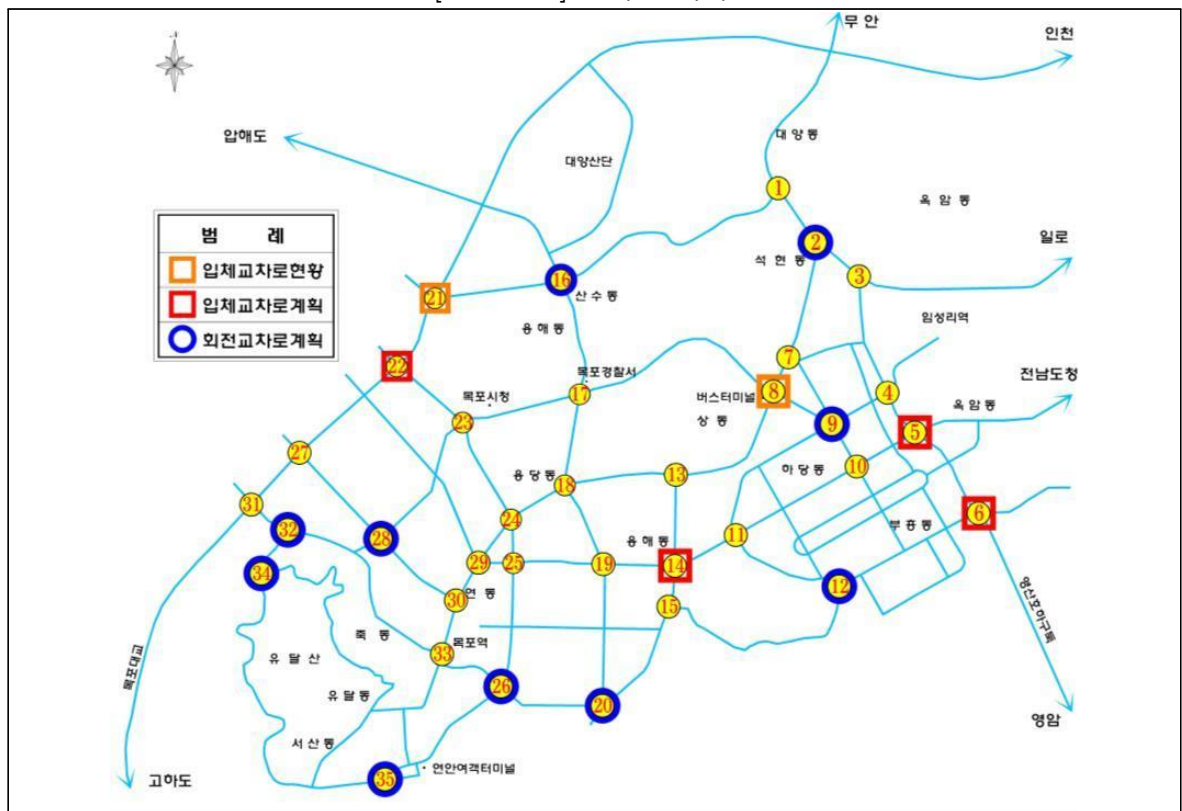 무 안
인천
압해도
대양동
대양산단
1
옥 암 동
범 례
입체교차로현황
입체교차로계획
회전교차로계획
2
일로
석 현 동
3
16
21
산 수 동
용 해 동
임성리역
7
22
목포경찰서
전남도청
목포시청
17
버스터미널
8
4
옥 암 동
상 동
23
9
5
27
하 당 동
10
용 당 동
13
18
31
24
6
부 흥 동
32
28
11
용 해 동
29
25
19
14
34
12
30
연 동
15
영산호하구둑
죽 동
목포역
33
유 달 산
목포대교
26
유 달 동
20
영암
서 산 동
연안여객터미널
35
고하도